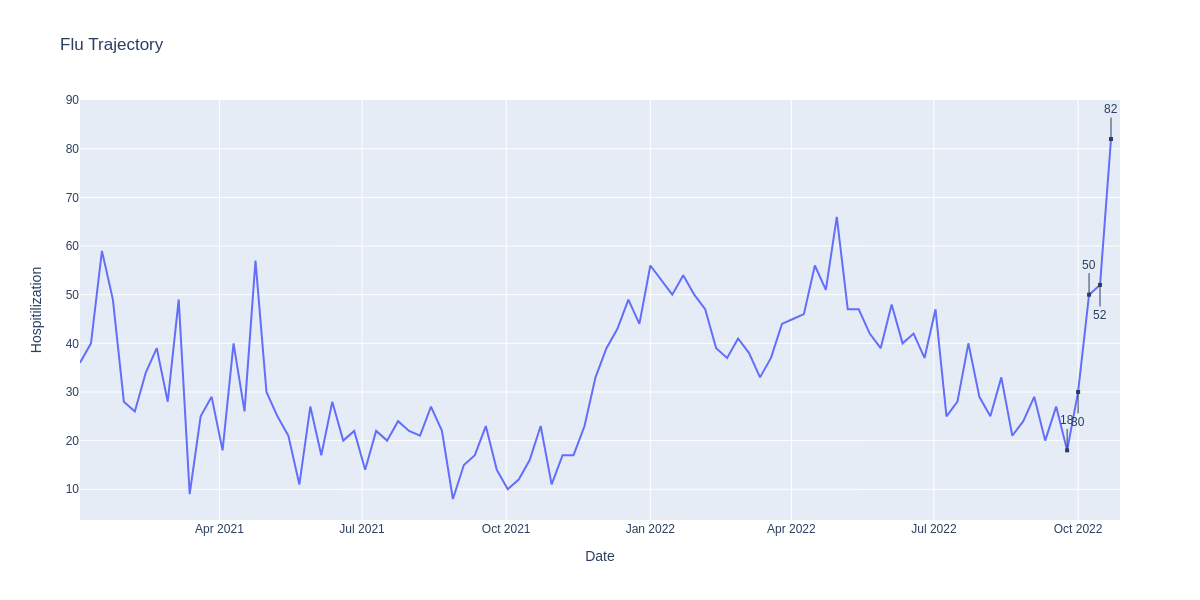 Flu Trajectory
90
80
70
60
50
40
30
20
10
Hospitilization
82
50
52
18
30
Apr 2021
Jul 2021
Oct 2021
Jan 2022
Apr 2022
Jul 2022
Oct 2022
Date